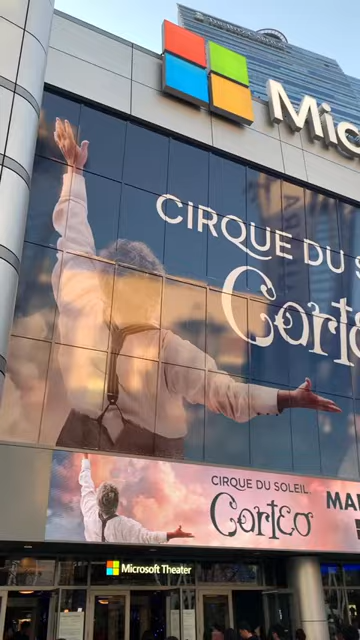 Mic
CIRQUE DU S
Corte
CIRQUE DU SOLEIL.
Corteo
MA
Microsoft Theater